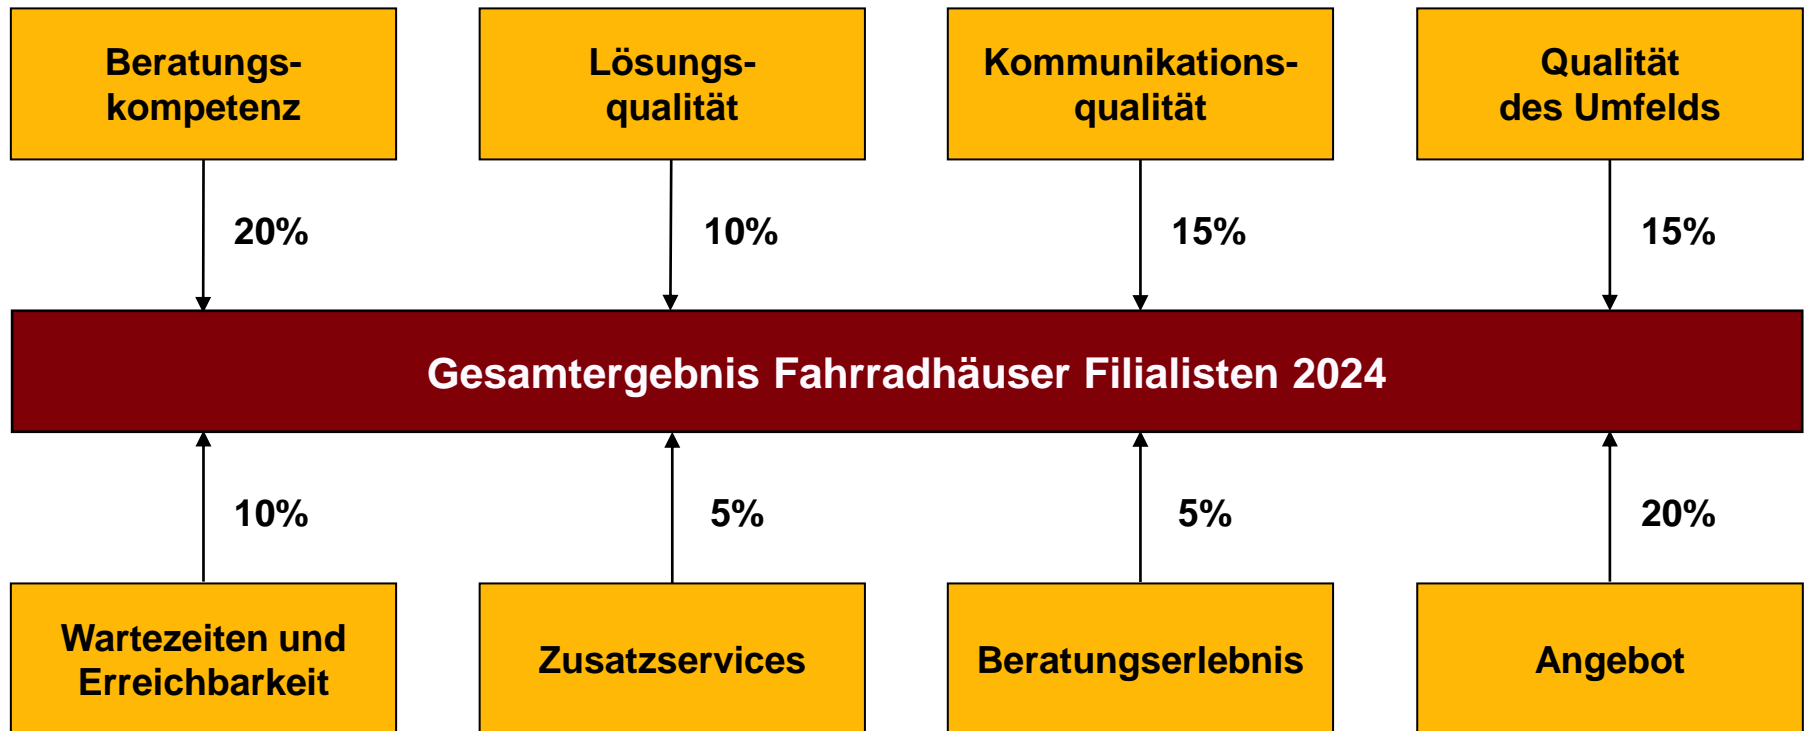 Beratungs-
kompetenz
Lösungs-
qualität
Kommunikations-
qualität
Qualität
des Umfelds
20%
10%
15%
15%
Gesamtergebnis Fahrradhäuser Filialisten 2024
10%
5%
5%
20%
Wartezeiten und
Erreichbarkeit
Zusatzservices
Beratungserlebnis
Angebot